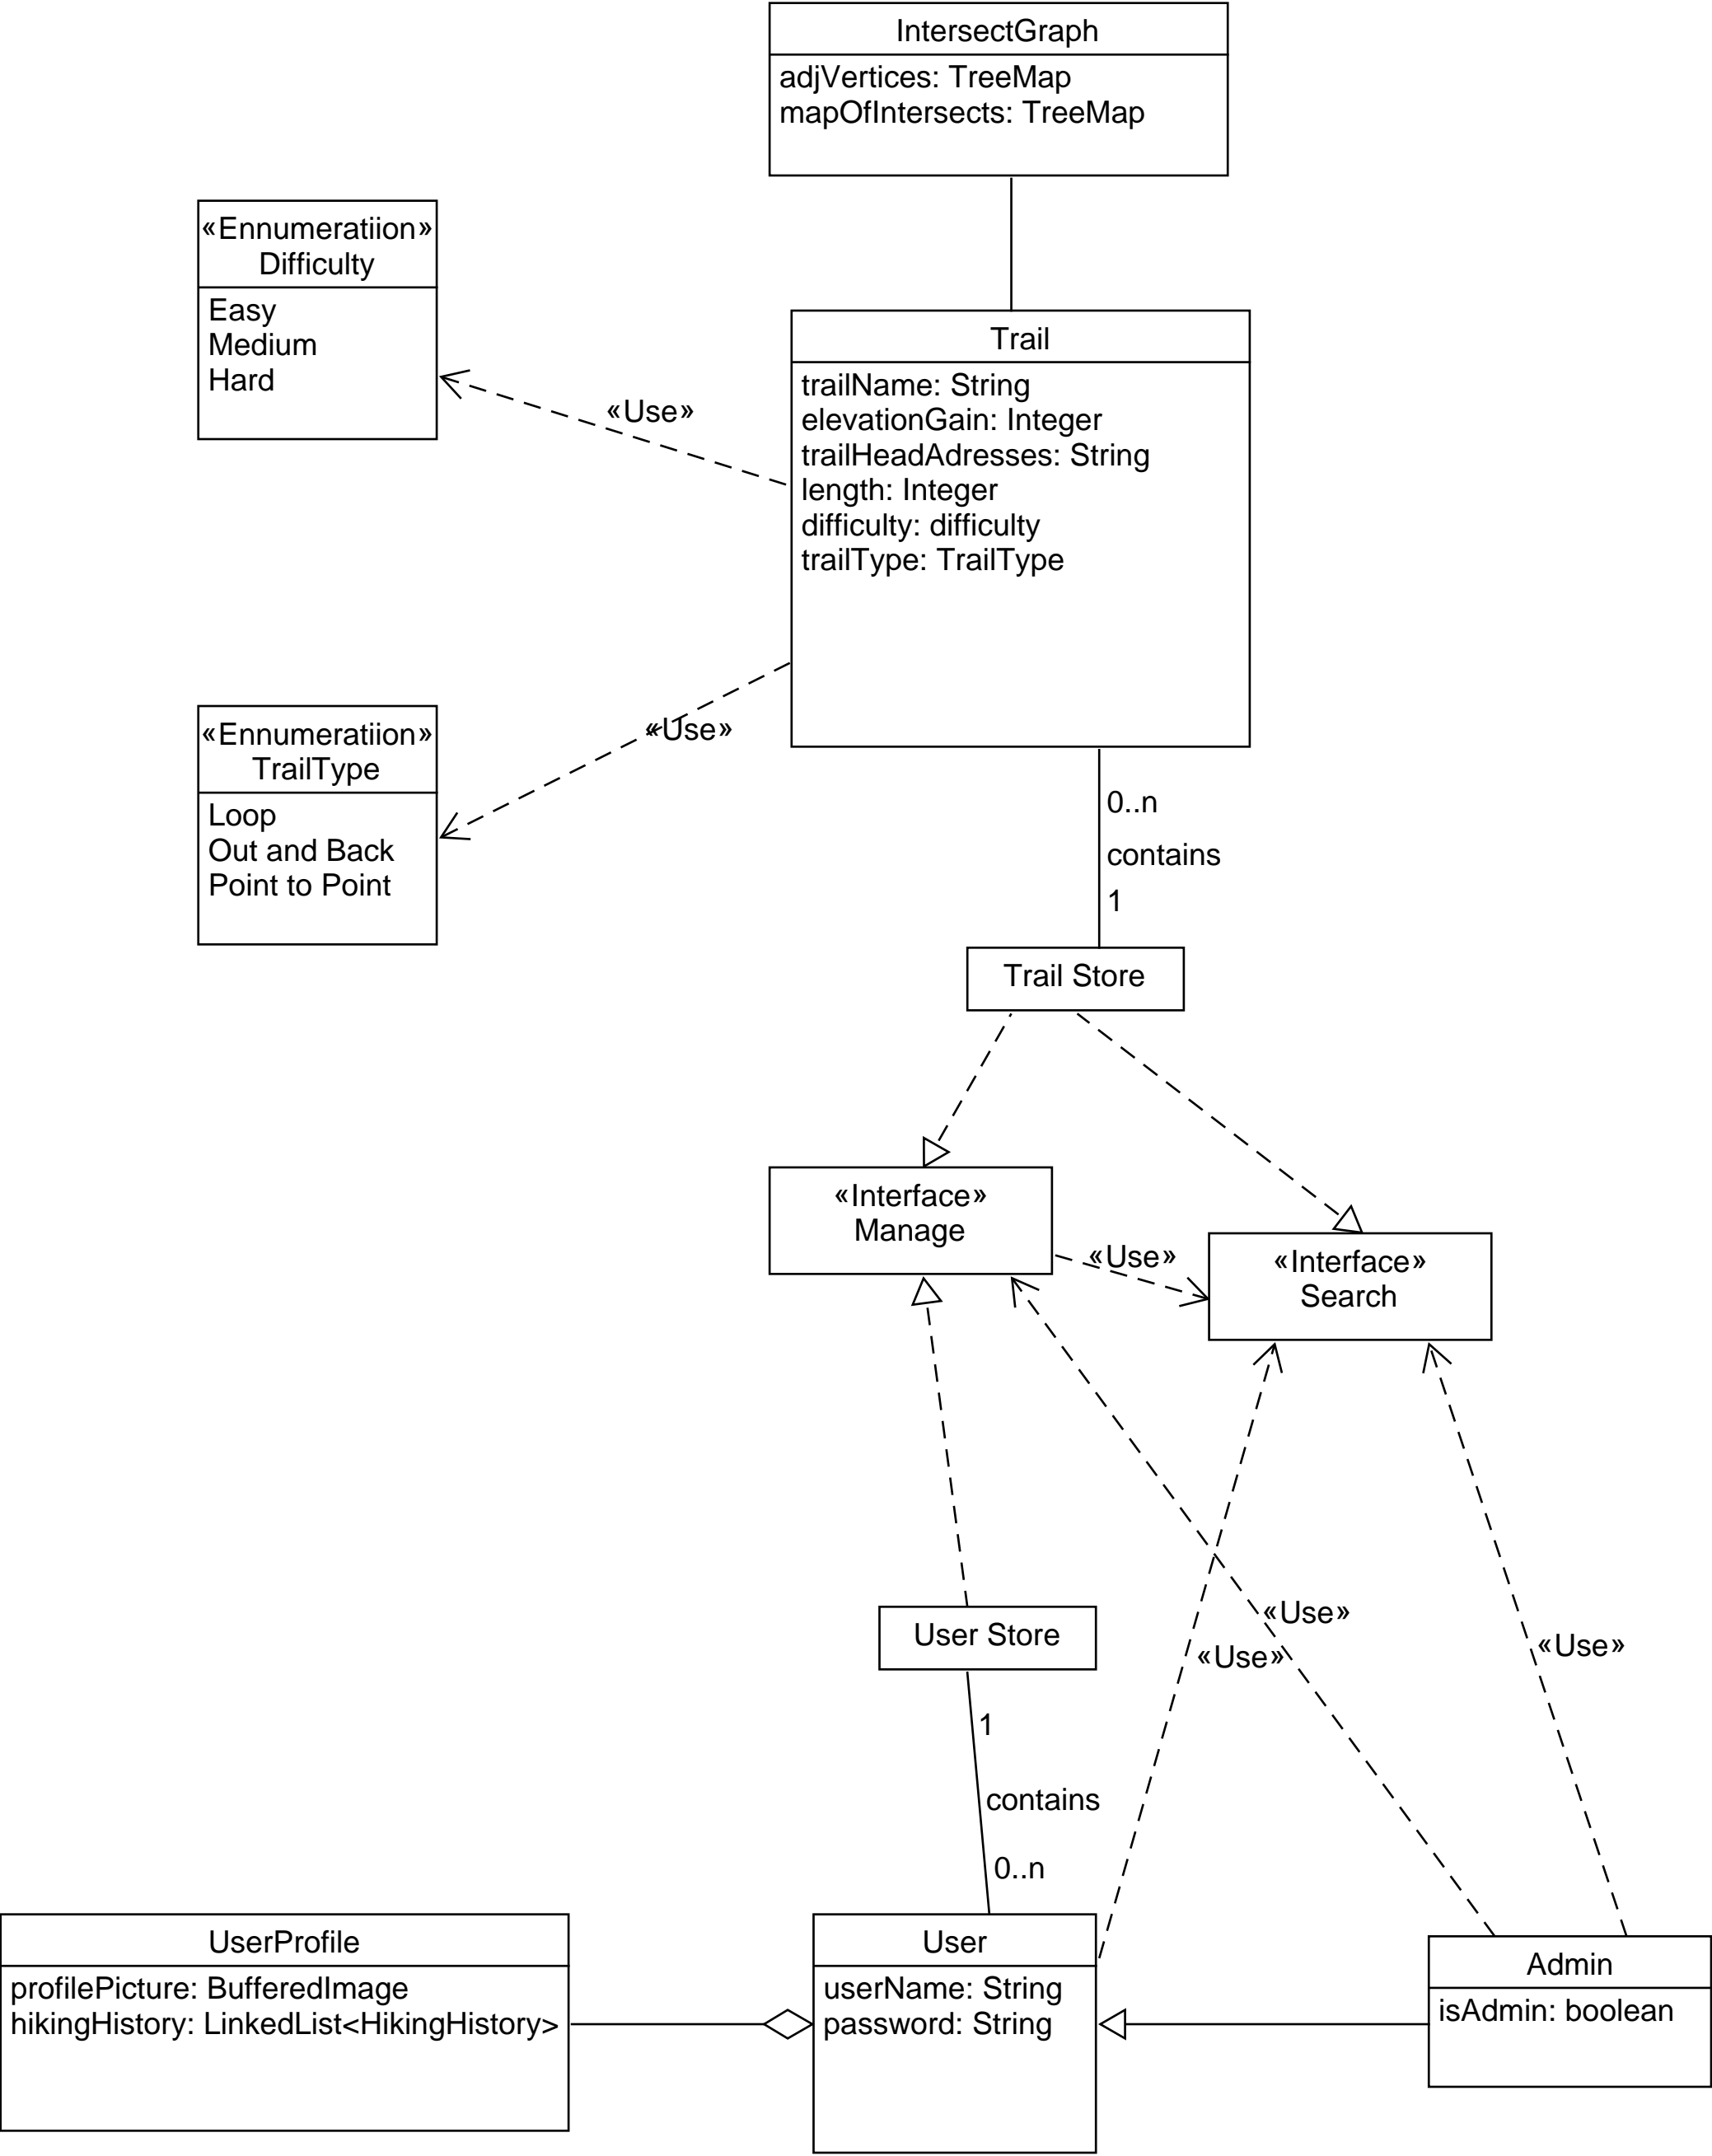 IntersectGraph
adjVertices: TreeMap
mapOfIntersects: TreeMap
«Ennumeratiion»
Difficulty
Easy
Medium
Hard
«Use»
Trail
trailName: String
elevationGain: Integer
trailHeadAdresses: String
length: Integer
difficulty: difficulty
trailType: TrailType
«Ennumeratiion»
TrailType
Loop
Out and Back
Point to Point
«Use»
0..n
contains
1
Trail Store
«Interface»
Manage
«Use»
«Interface»
Search
User Store
«Use»
«Use»
«Use»
1
contains
0..n
UserProfile
profilePicture: BufferedImage
hikingHistory: LinkedList<HikingHistory>
User
userName: String
password: String
Admin
isAdmin: boolean